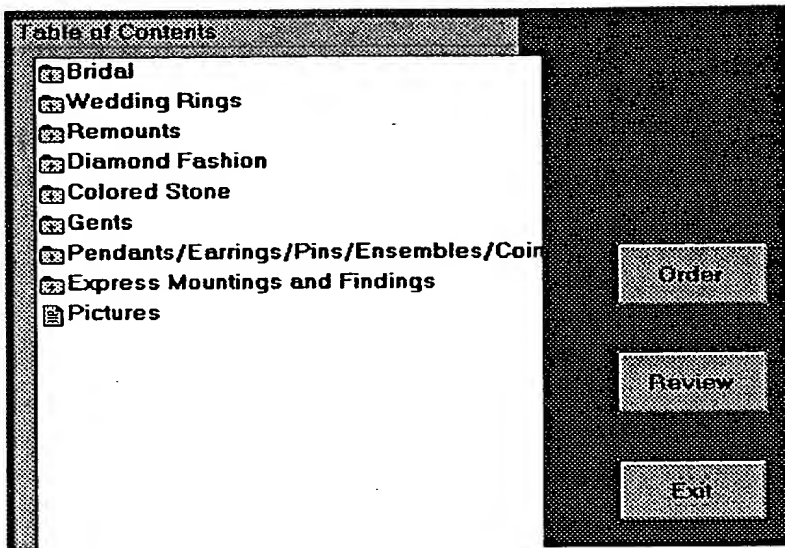 Table of Contents
Bridal
Wedding Rings
Remounts
Diamond Fashion
Colored Stone
Gents
Pendants/Earrings/Pins/Ensembles/Coin
Express Mountings and Findings
Pictures
Order
Review
Exit